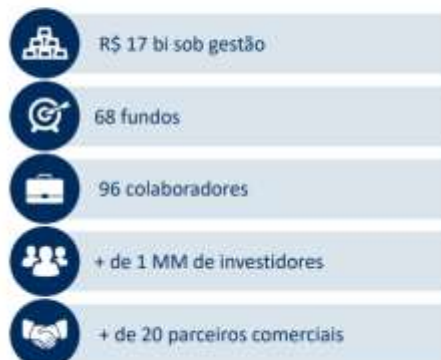 R$ 17 bi sob gestão
68 fundos
96 colaboradores
+ de 1 MM de investidores
+ de 20 parceiros comerciais